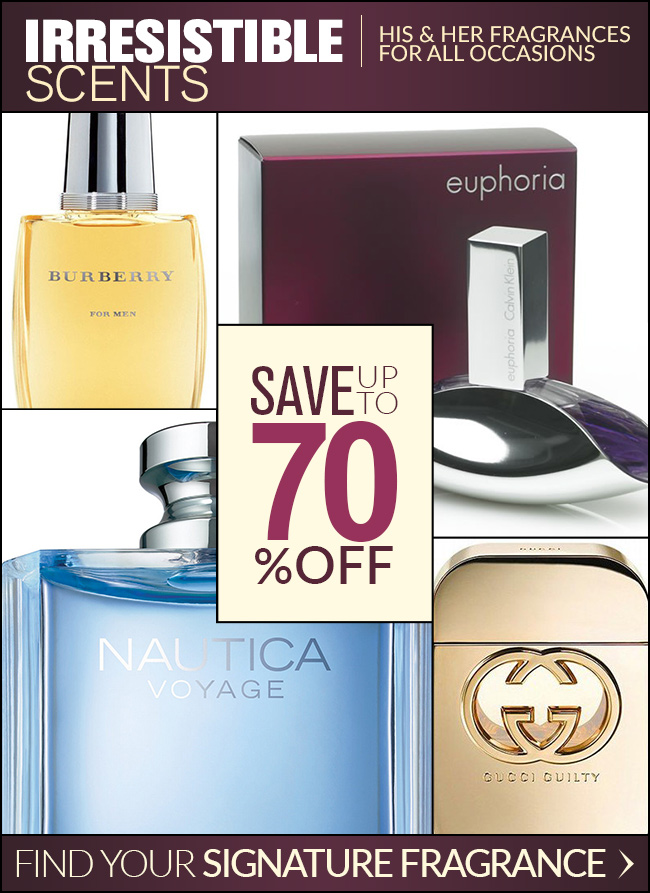 IRRESISTIBLE
SCENTS
HIS & HER FRAGRANCES
FOR ALL OCCASIONS
BURBERRY
FOR MEN
euphoria
euphoria Calvin Klein
SAVE UP TO
70
%OFF
NAUTICA
VOYAGE
GUCCI
GUCCI GUILTY
FIND YOUR SIGNATURE FRAGRANCE >